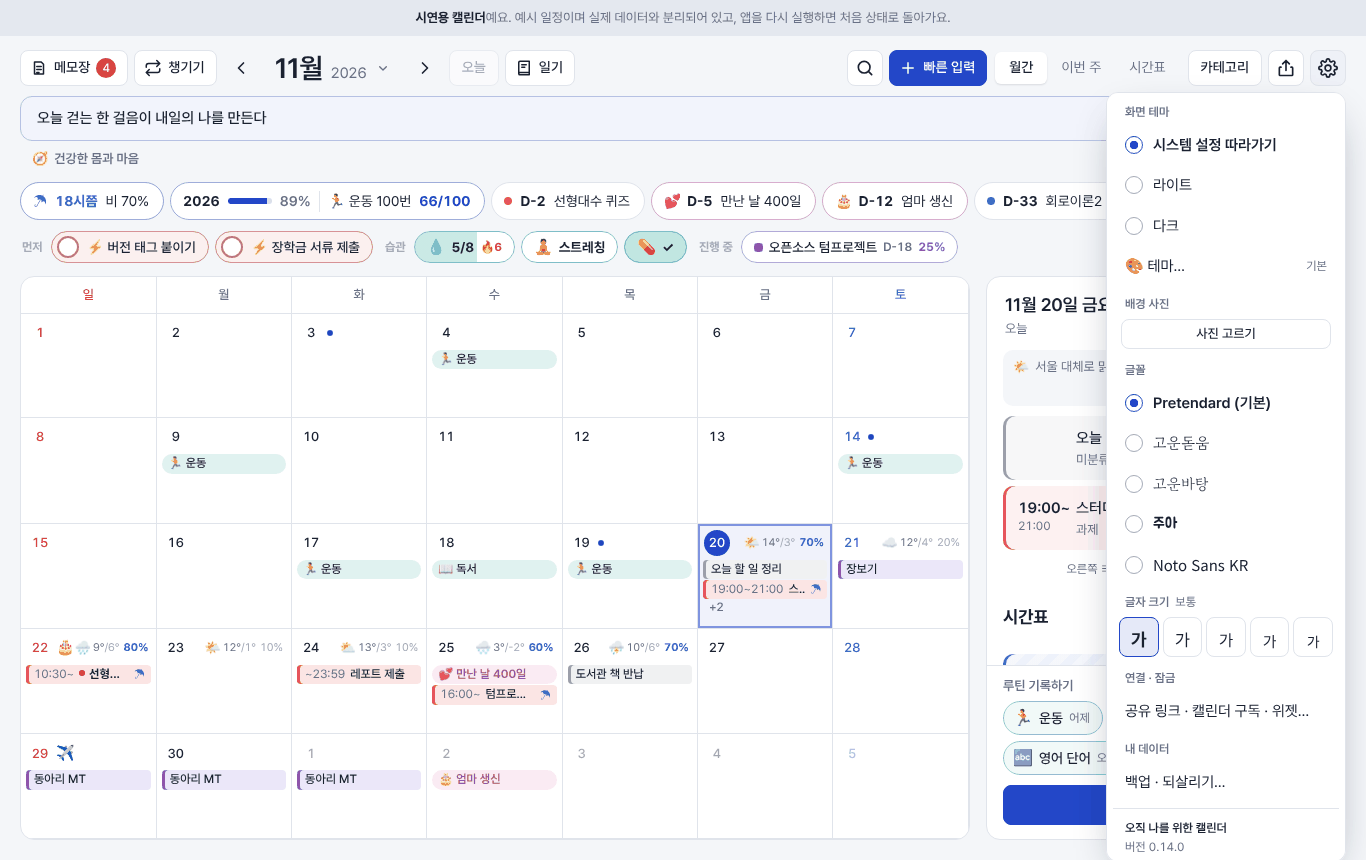 시연용 캘린더예요. 예시 일정이며 실제 데이터와 분리되어 있고, 앱을 다시 실행하면 처음 상태로 돌아가요.
메모장 4 챙기기 11월 2026 오늘 일기 빠른 입력 월간 이번 주 시간표 카테고리
오늘 걷는 한 걸음이 내일의 나를 만든다
건강한 몸과 마음
18시쯤 비 70% 2026 89% 운동 100번 66/100 D-2 선형대수 퀴즈 D-5 만난 날 400일 D-12 엄마 생신 D-33 회로이론2
먼저 버전 태그 붙이기 장학금 서류 제출 습관 5/8 6 스트레칭 진행 중 오픈소스 텀프로젝트 D-18 25%
일 월 화 수 목 금 토
1 2 3 4 5 6 7
운동
8 9 10 11 12 13 14
운동 운동
15 16 17 18 19 20 14°/3° 70% 21 12°/4° 20%
운동 독서 운동 오늘 할 일 정리 장보기
19:00~21:00 스..
+2
22 9°/6° 80% 23 12°/1° 10% 24 13°/3° 10% 25 3°/-2° 60% 26 10°/6° 70% 27 28
10:30~ 선형... ~23:59 레포트 제출 만난 날 400일 도서관 책 반납
16:00~ 텀프로...
29 30 1 2 3 4 5
동아리 MT 동아리 MT 동아리 MT 엄마 생신
11월 20일 금요
오늘
서울 대체로
오늘
미분류
19:00~ 스터디
21:00 과제
오른쪽
시간표
루틴 기록하기
운동 어제
abc 영어 단어
화면 테마
시스템 설정 따라가기
라이트
다크
테마... 기본
배경 사진
사진 고르기
글꼴
Pretendard (기본)
고운돋움
고운바탕
주아
Noto Sans KR
글자 크기 보통
가 가 가 가 가
연결 · 잠금
공유 링크 · 캘린더 구독 · 위젯...
내 데이터
백업 · 되살리기...
오직 나를 위한 캘린더
버전 0.14.0